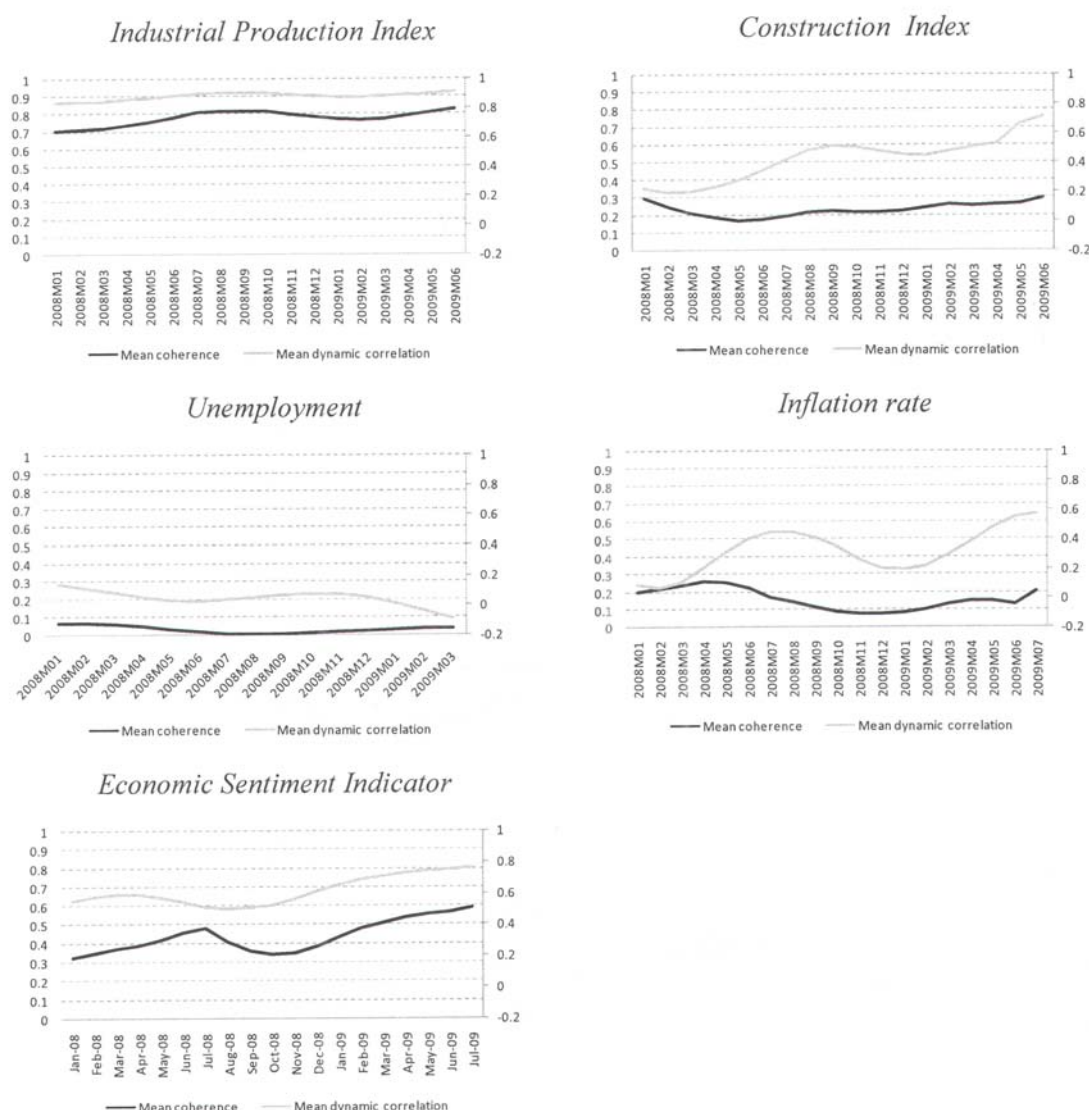 Industrial Production Index
1
0.9
0.8
0.7
0.6
0.5
0.4
0.3
0.2
0.1
0
1
0.8
0.6
0.4
0.2
0
-0.2
2008M01
2008M02
2008M03
2008M04
2008M05
2008M06
2008M07
2008M08
2008M09
2008M10
2008M11
2008M12
2009M01
2009M02
2009M03
2009M04
2009M05
2009M06
Mean coherence Mean dynamic correlation
Construction Index
1
0.9
0.8
0.7
0.6
0.5
0.4
0.3
0.2
0.1
0
1
0.8
0.6
0.4
0.2
0
-0.2
2008M01
2008M02
2008M03
2008M04
2008M05
2008M06
2008M07
2008M08
2008M09
2008M10
2008M11
2008M12
2009M01
2009M02
2009M03
2009M04
2009M05
2009M06
Mean coherence Mean dynamic correlation
Unemployment
1
0.9
0.8
0.7
0.6
0.5
0.4
0.3
0.2
0.1
0
1
0.8
0.6
0.4
0.2
0
-0.2
2008M01
2008M02
2008M03
2008M04
2008M05
2008M06
2008M07
2008M08
2008M09
2008M10
2008M11
2008M12
2009M01
2009M02
2009M03
Mean coherence Mean dynamic correlation
Inflation rate
1
0.9
0.8
0.7
0.6
0.5
0.4
0.3
0.2
0.1
0
1
0.8
0.6
0.4
0.2
0
-0.2
2008M01
2008M02
2008M03
2008M04
2008M05
2008M06
2008M07
2008M08
2008M09
2008M10
2008M11
2008M12
2009M01
2009M02
2009M03
2009M04
2009M05
2009M06
2009M07
Mean coherence Mean dynamic correlation
Economic Sentiment Indicator
1
0.9
0.8
0.7
0.6
0.5
0.4
0.3
0.2
0.1
0
1
0.8
0.6
0.4
0.2
0
-0.2
Jan-08
Feb-08
Mar-08
Apr-08
May-08
Jun-08
Jul-08
Aug-08
Sep-08
Oct-08
Nov-08
Dec-08
Jan-09
Feb-09
Mar-09
Apr-09
May-09
Jun-09
Jul-09
Mean coherence Mean dynamic correlation